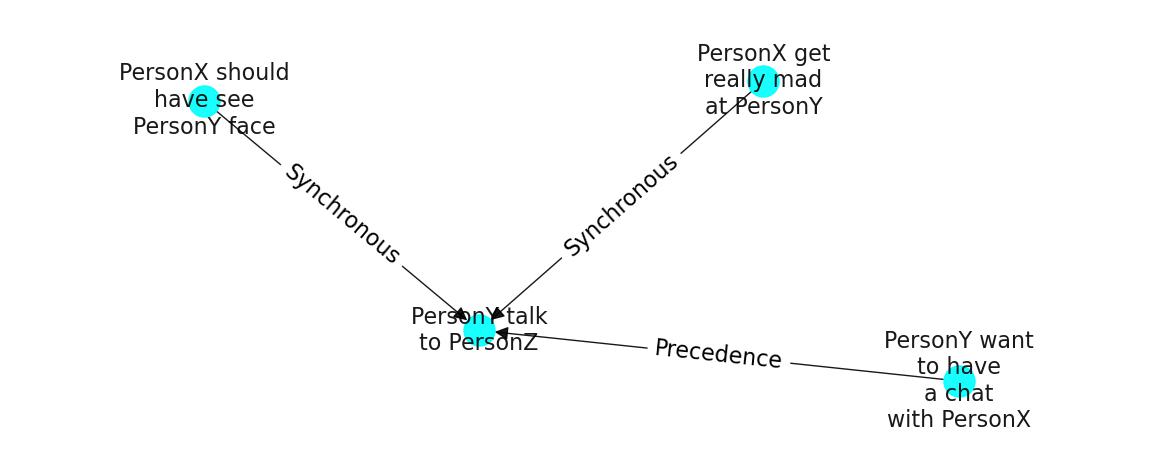 PersonX should
have see
PersonY face
PersonX get
really mad
at PersonY
Synchronous
Synchronous
PersonY talk
to PersonZ
Precedence
PersonY want
to have
a chat
with PersonX